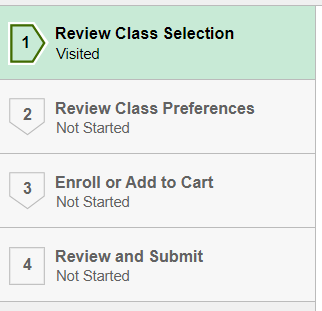 1
Review Class Selection
Visited
2
Review Class Preferences
Not Started
3
Enroll or Add to Cart
Not Started
4
Review and Submit
Not Started